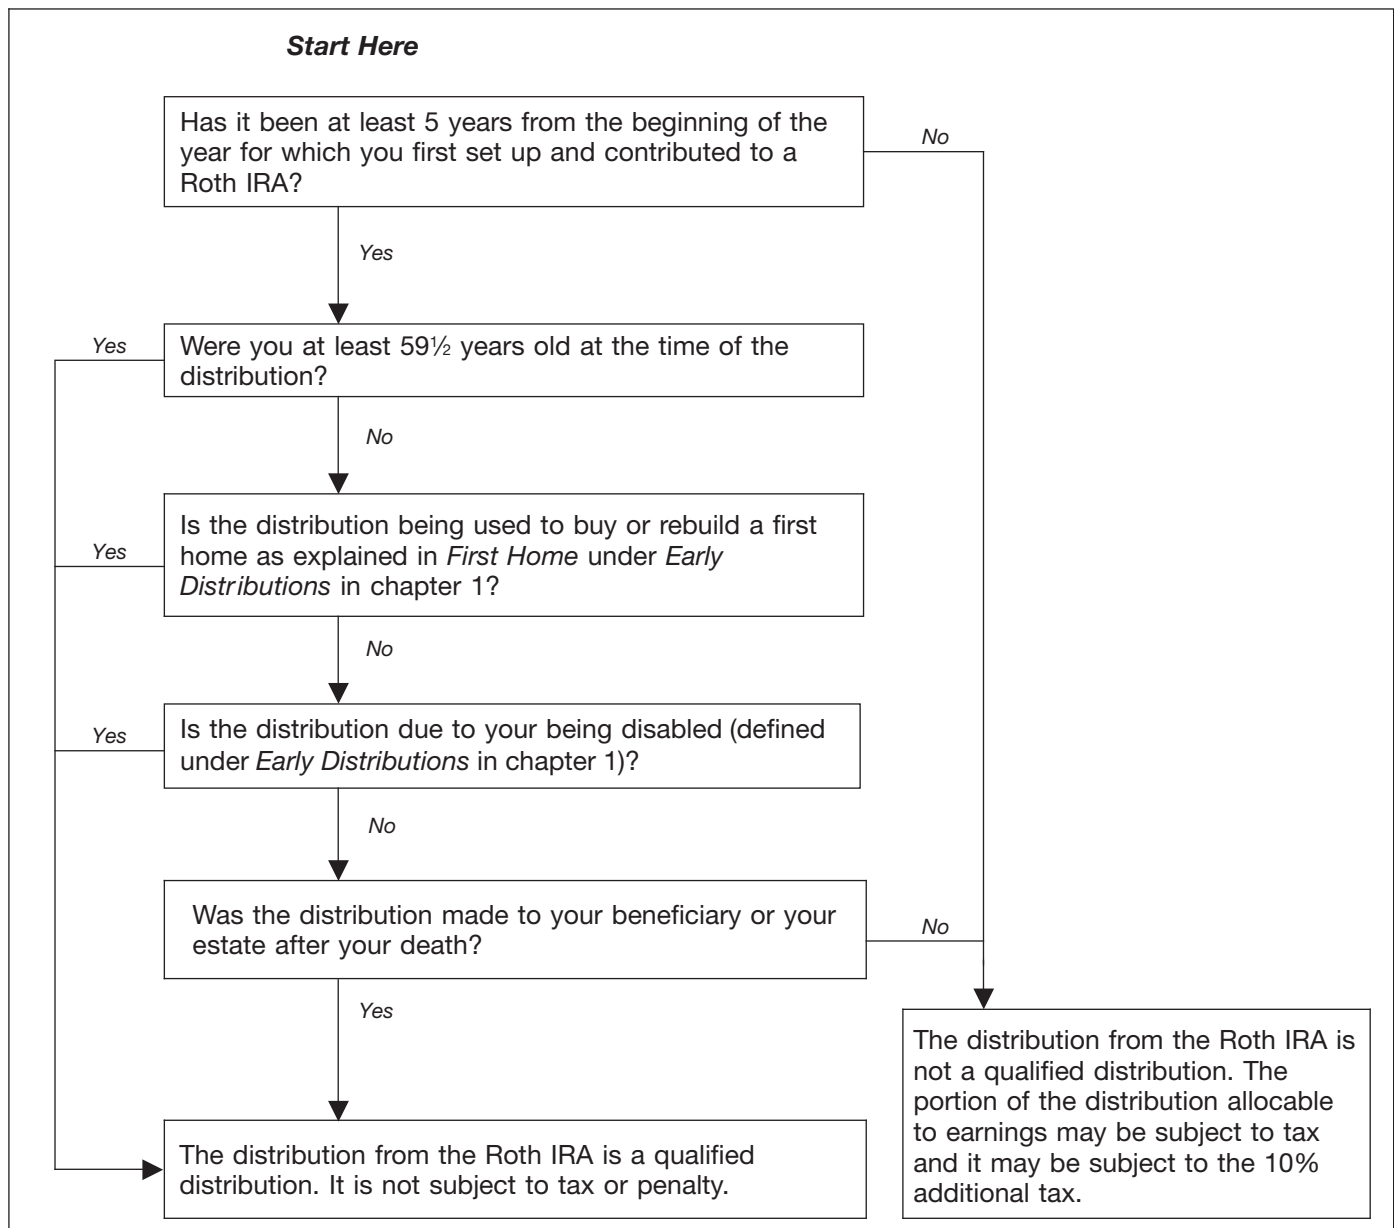 Start Here
Has it been at least 5 years from the beginning of the
year for which you first set up and contributed to a
Roth IRA?
No
Yes
Yes
Were you at least 59½ years old at the time of the
distribution?
No
Yes
Is the distribution being used to buy or rebuild a first
home as explained in First Home under Early
Distributions in chapter 1?
No
Yes
Is the distribution due to your being disabled (defined
under Early Distributions in chapter 1)?
No
Was the distribution made to your beneficiary or your
estate after your death?
No
Yes
The distribution from the Roth IRA is a qualified
distribution. It is not subject to tax or penalty.
The distribution from the Roth IRA is
not a qualified distribution. The
portion of the distribution allocable
to earnings may be subject to tax
and it may be subject to the 10%
additional tax.